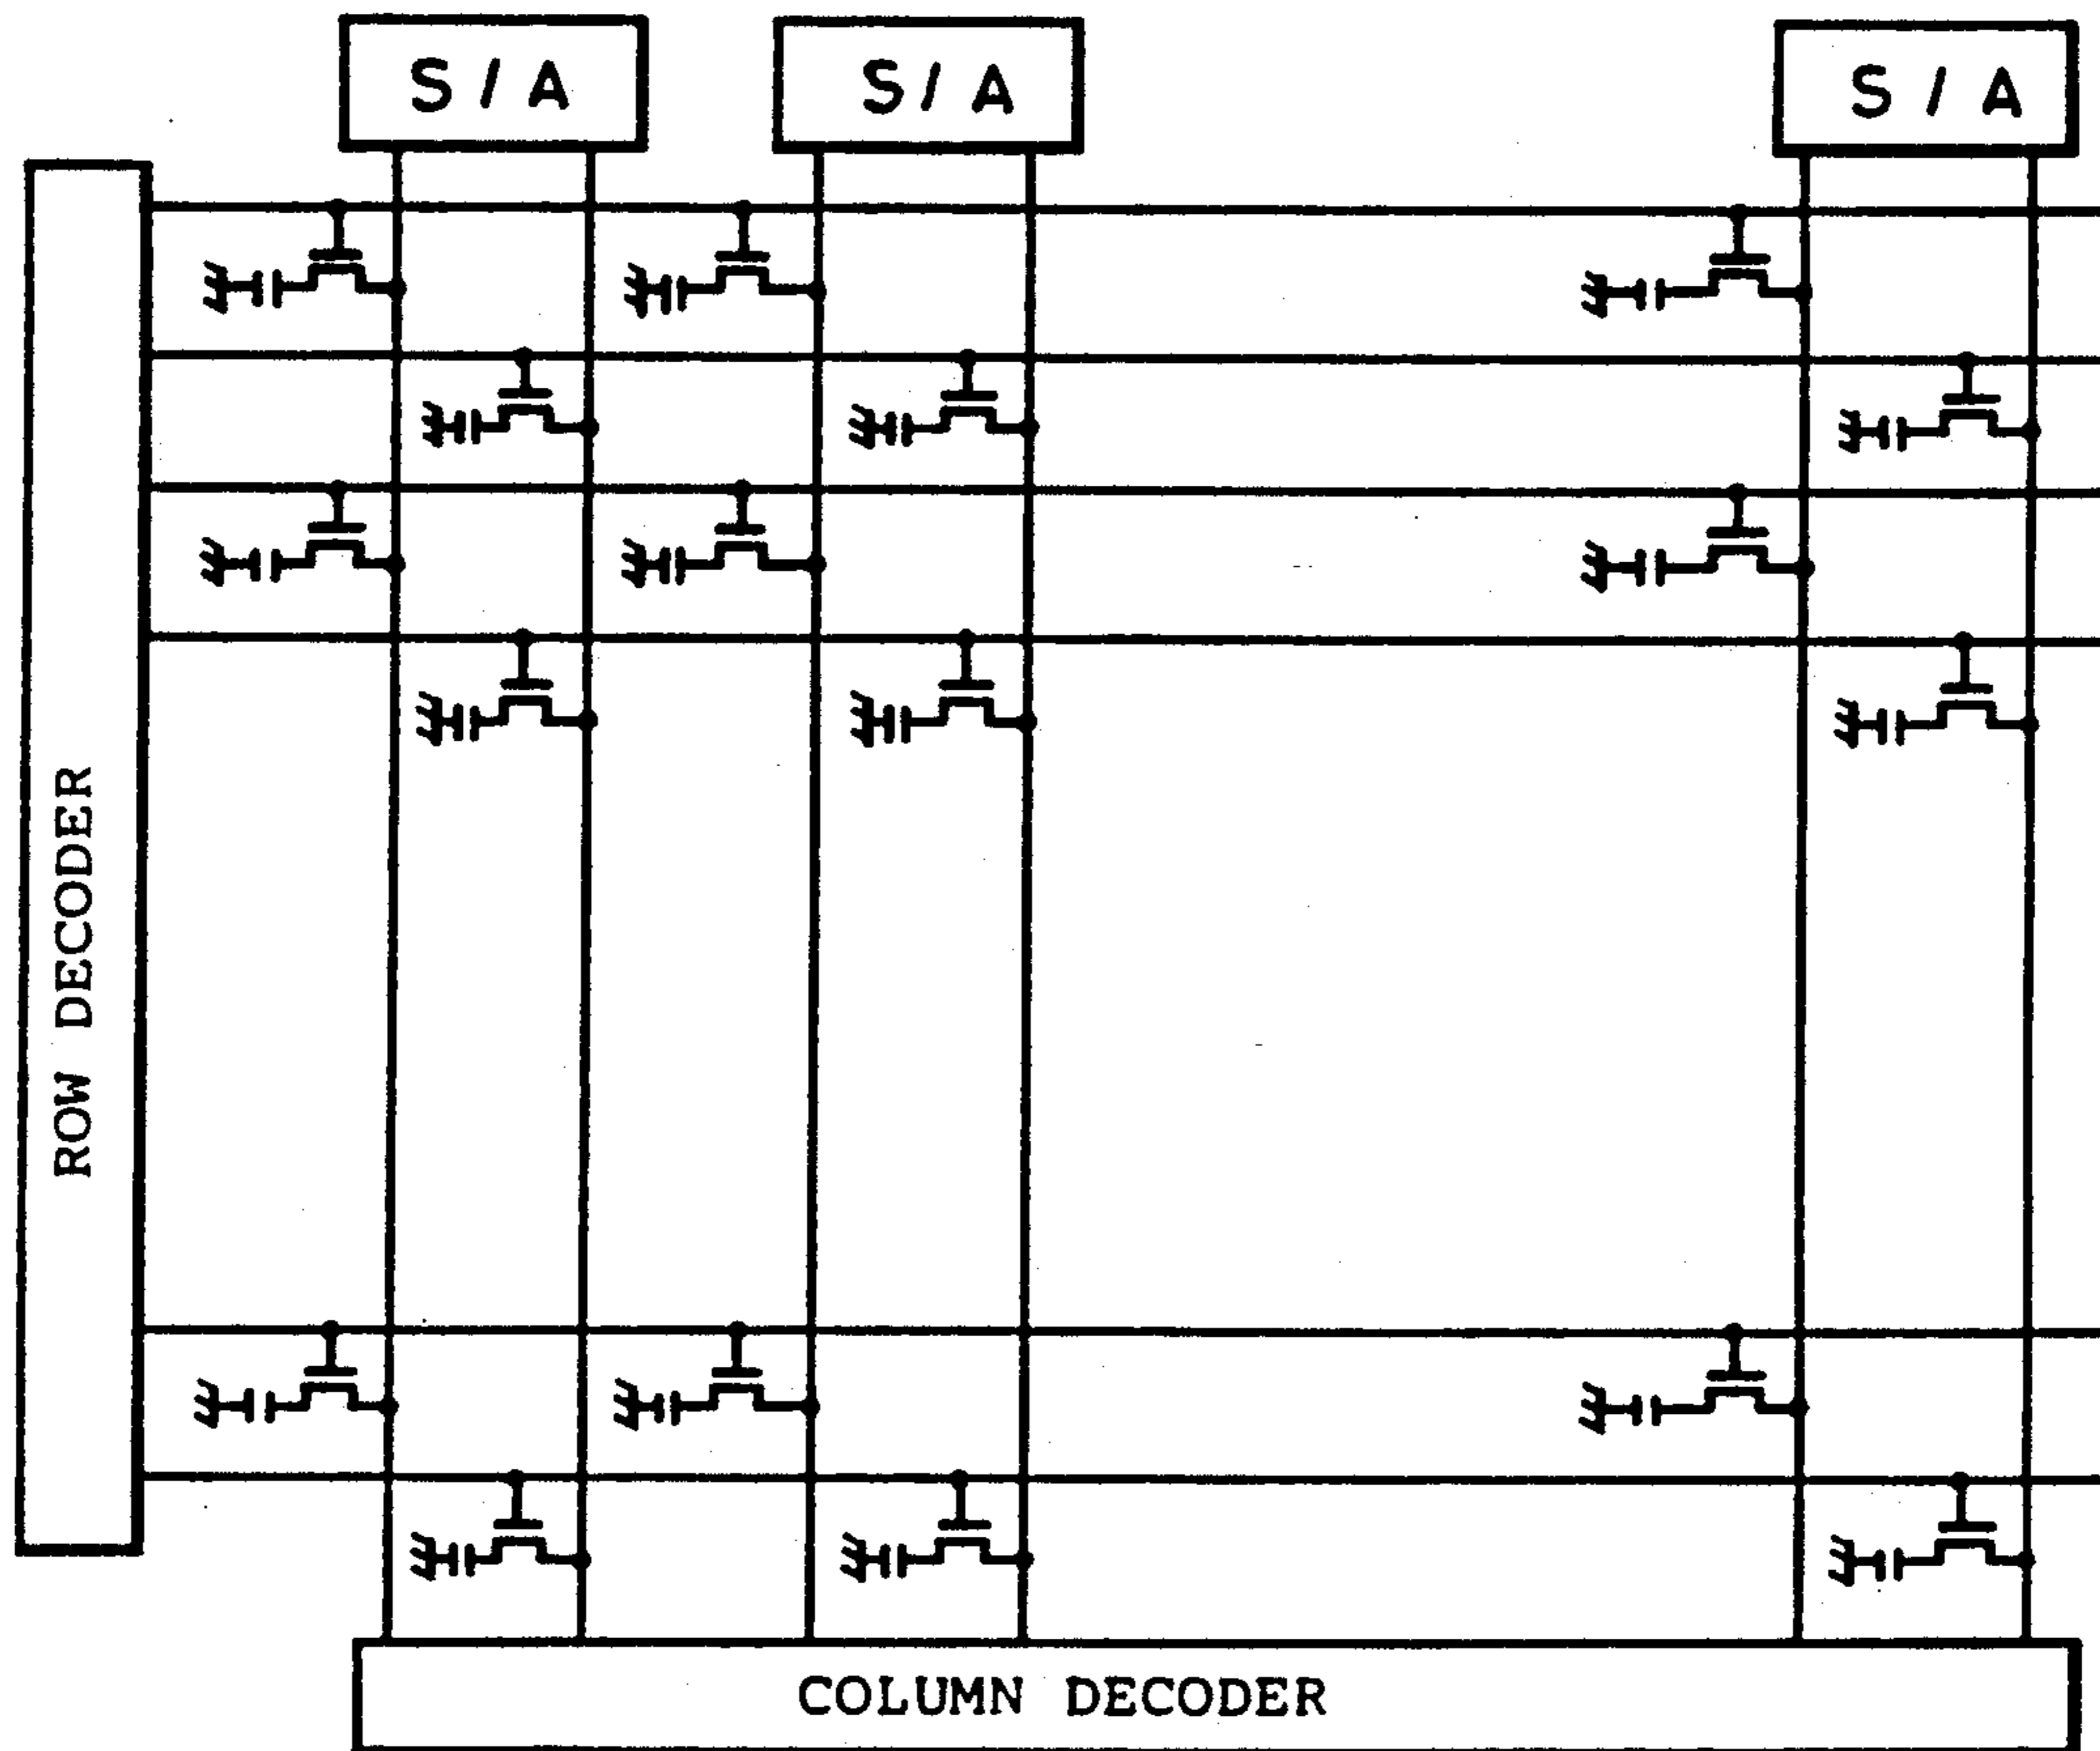 S / A
S / A
S / A
ROW DECODER
COLUMN DECODER